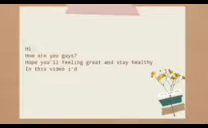 Hi.
How are you guys?
Hope you'll feeling great and stay healthy
In this video i'd